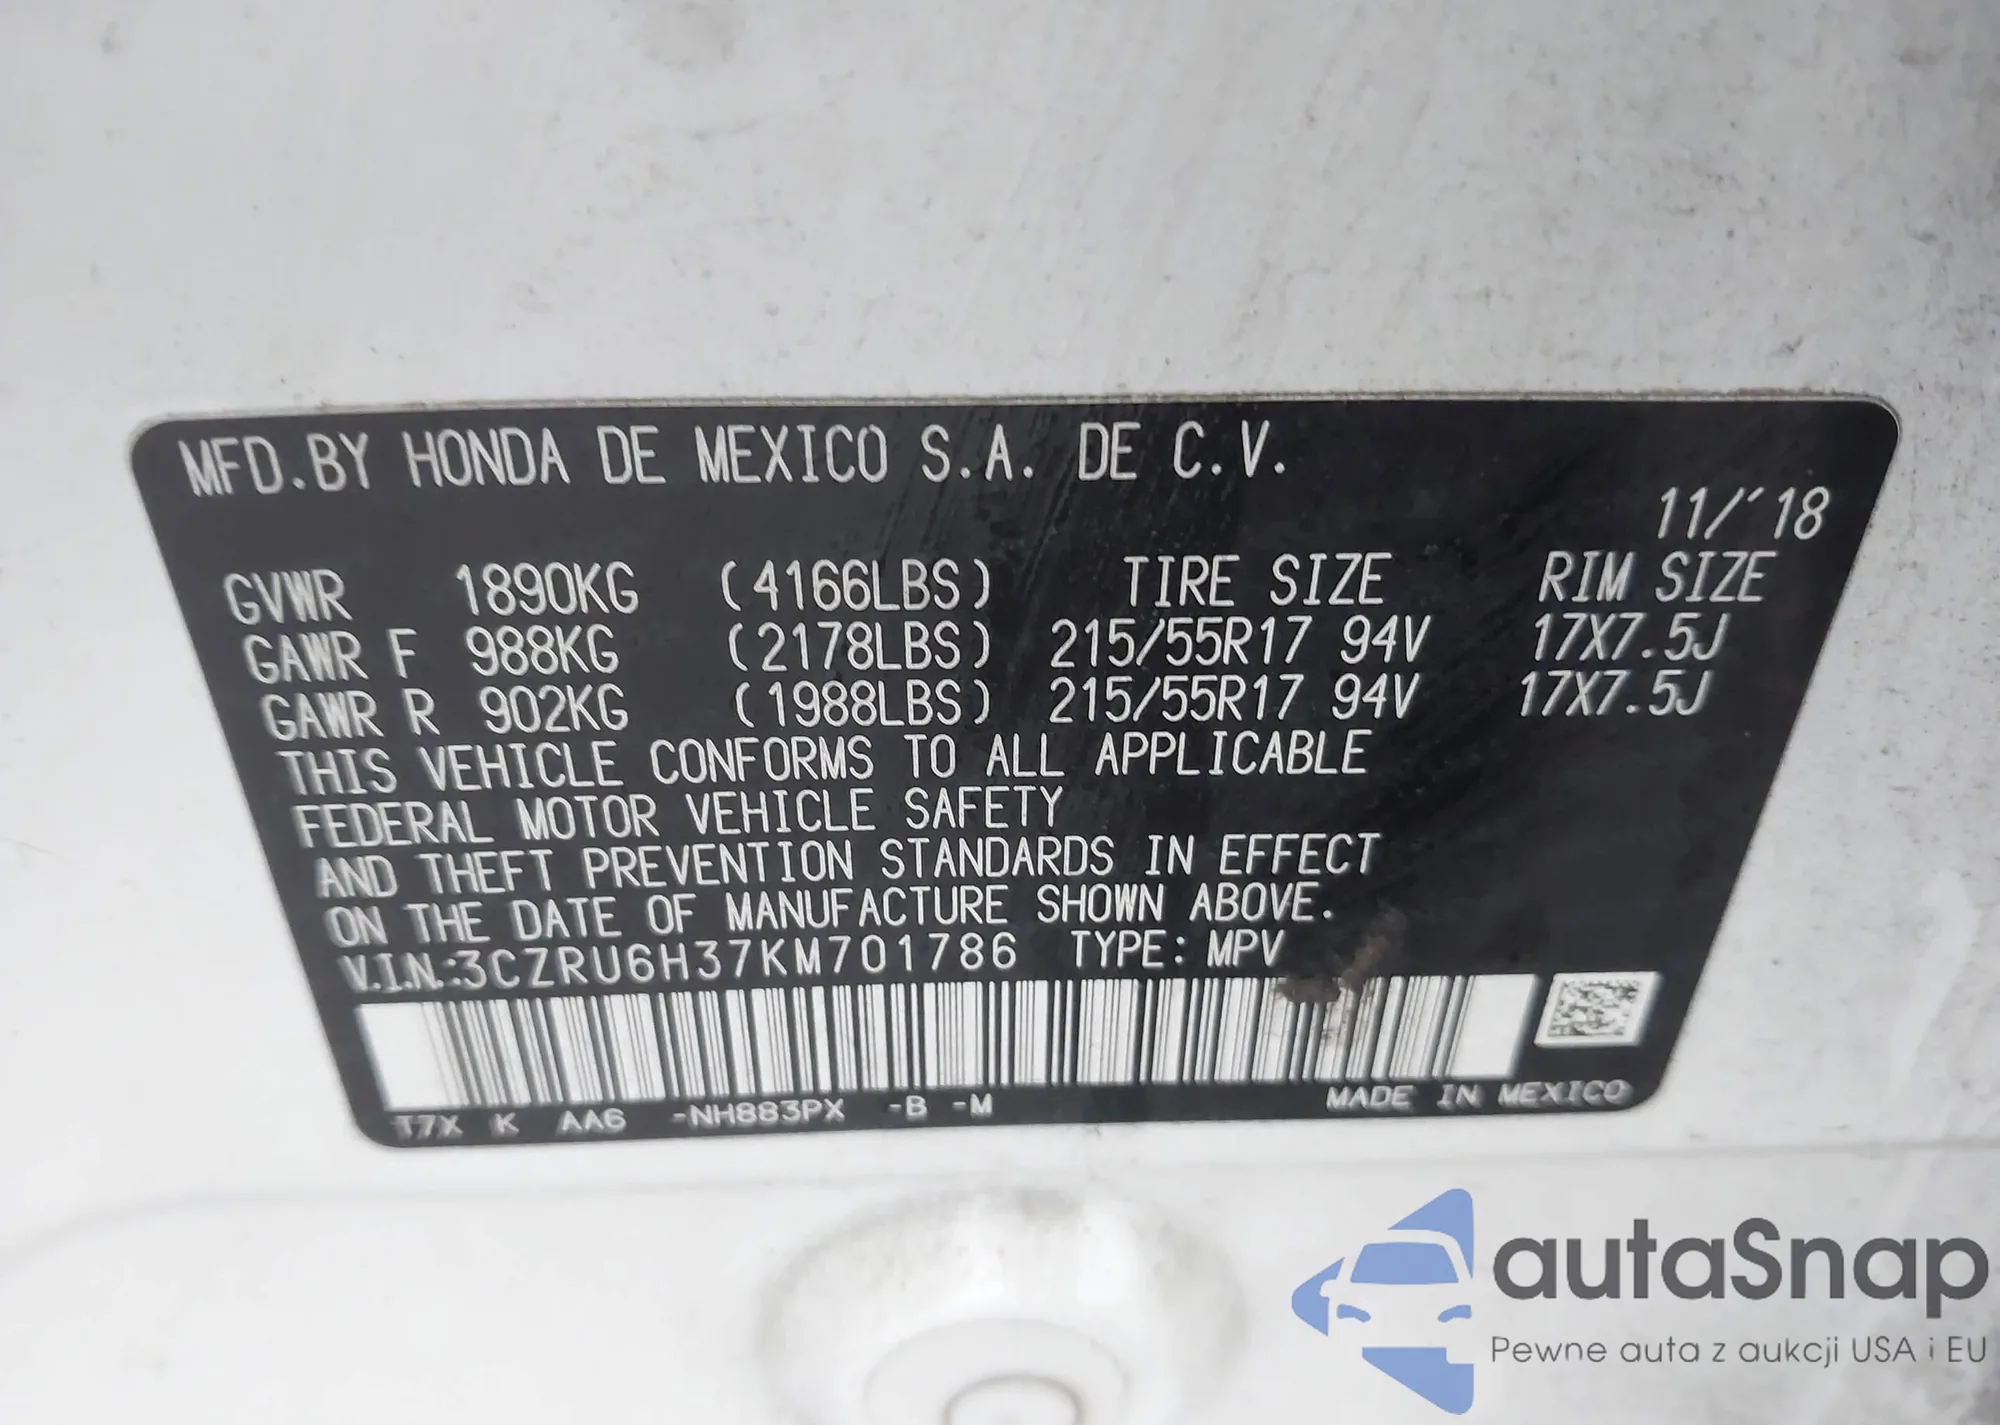 MFD.BY HONDA DE MEXICO S.A. DE C.V.
11/'18
GVWR 1890KG (4166LBS) TIRE SIZE RIM SIZE
GAWR F 988KG (2178LBS) 215/55R17 94V 17X7.5J
GAWR R 902KG (1988LBS) 215/55R17 94V 17X7.5J
THIS VEHICLE CONFORMS TO ALL APPLICABLE
FEDERAL MOTOR VEHICLE SAFETY
AND THEFT PREVENTION STANDARDS IN EFFECT
ON THE DATE OF MANUFACTURE SHOWN ABOVE.
V.I.N.:3CZRU6H37KM701786 TYPE: MPV
T7X K AA6 -NH883PX -B -M MADE IN MEXICO
autaSnap
Pewne auta z aukcji USA i EU